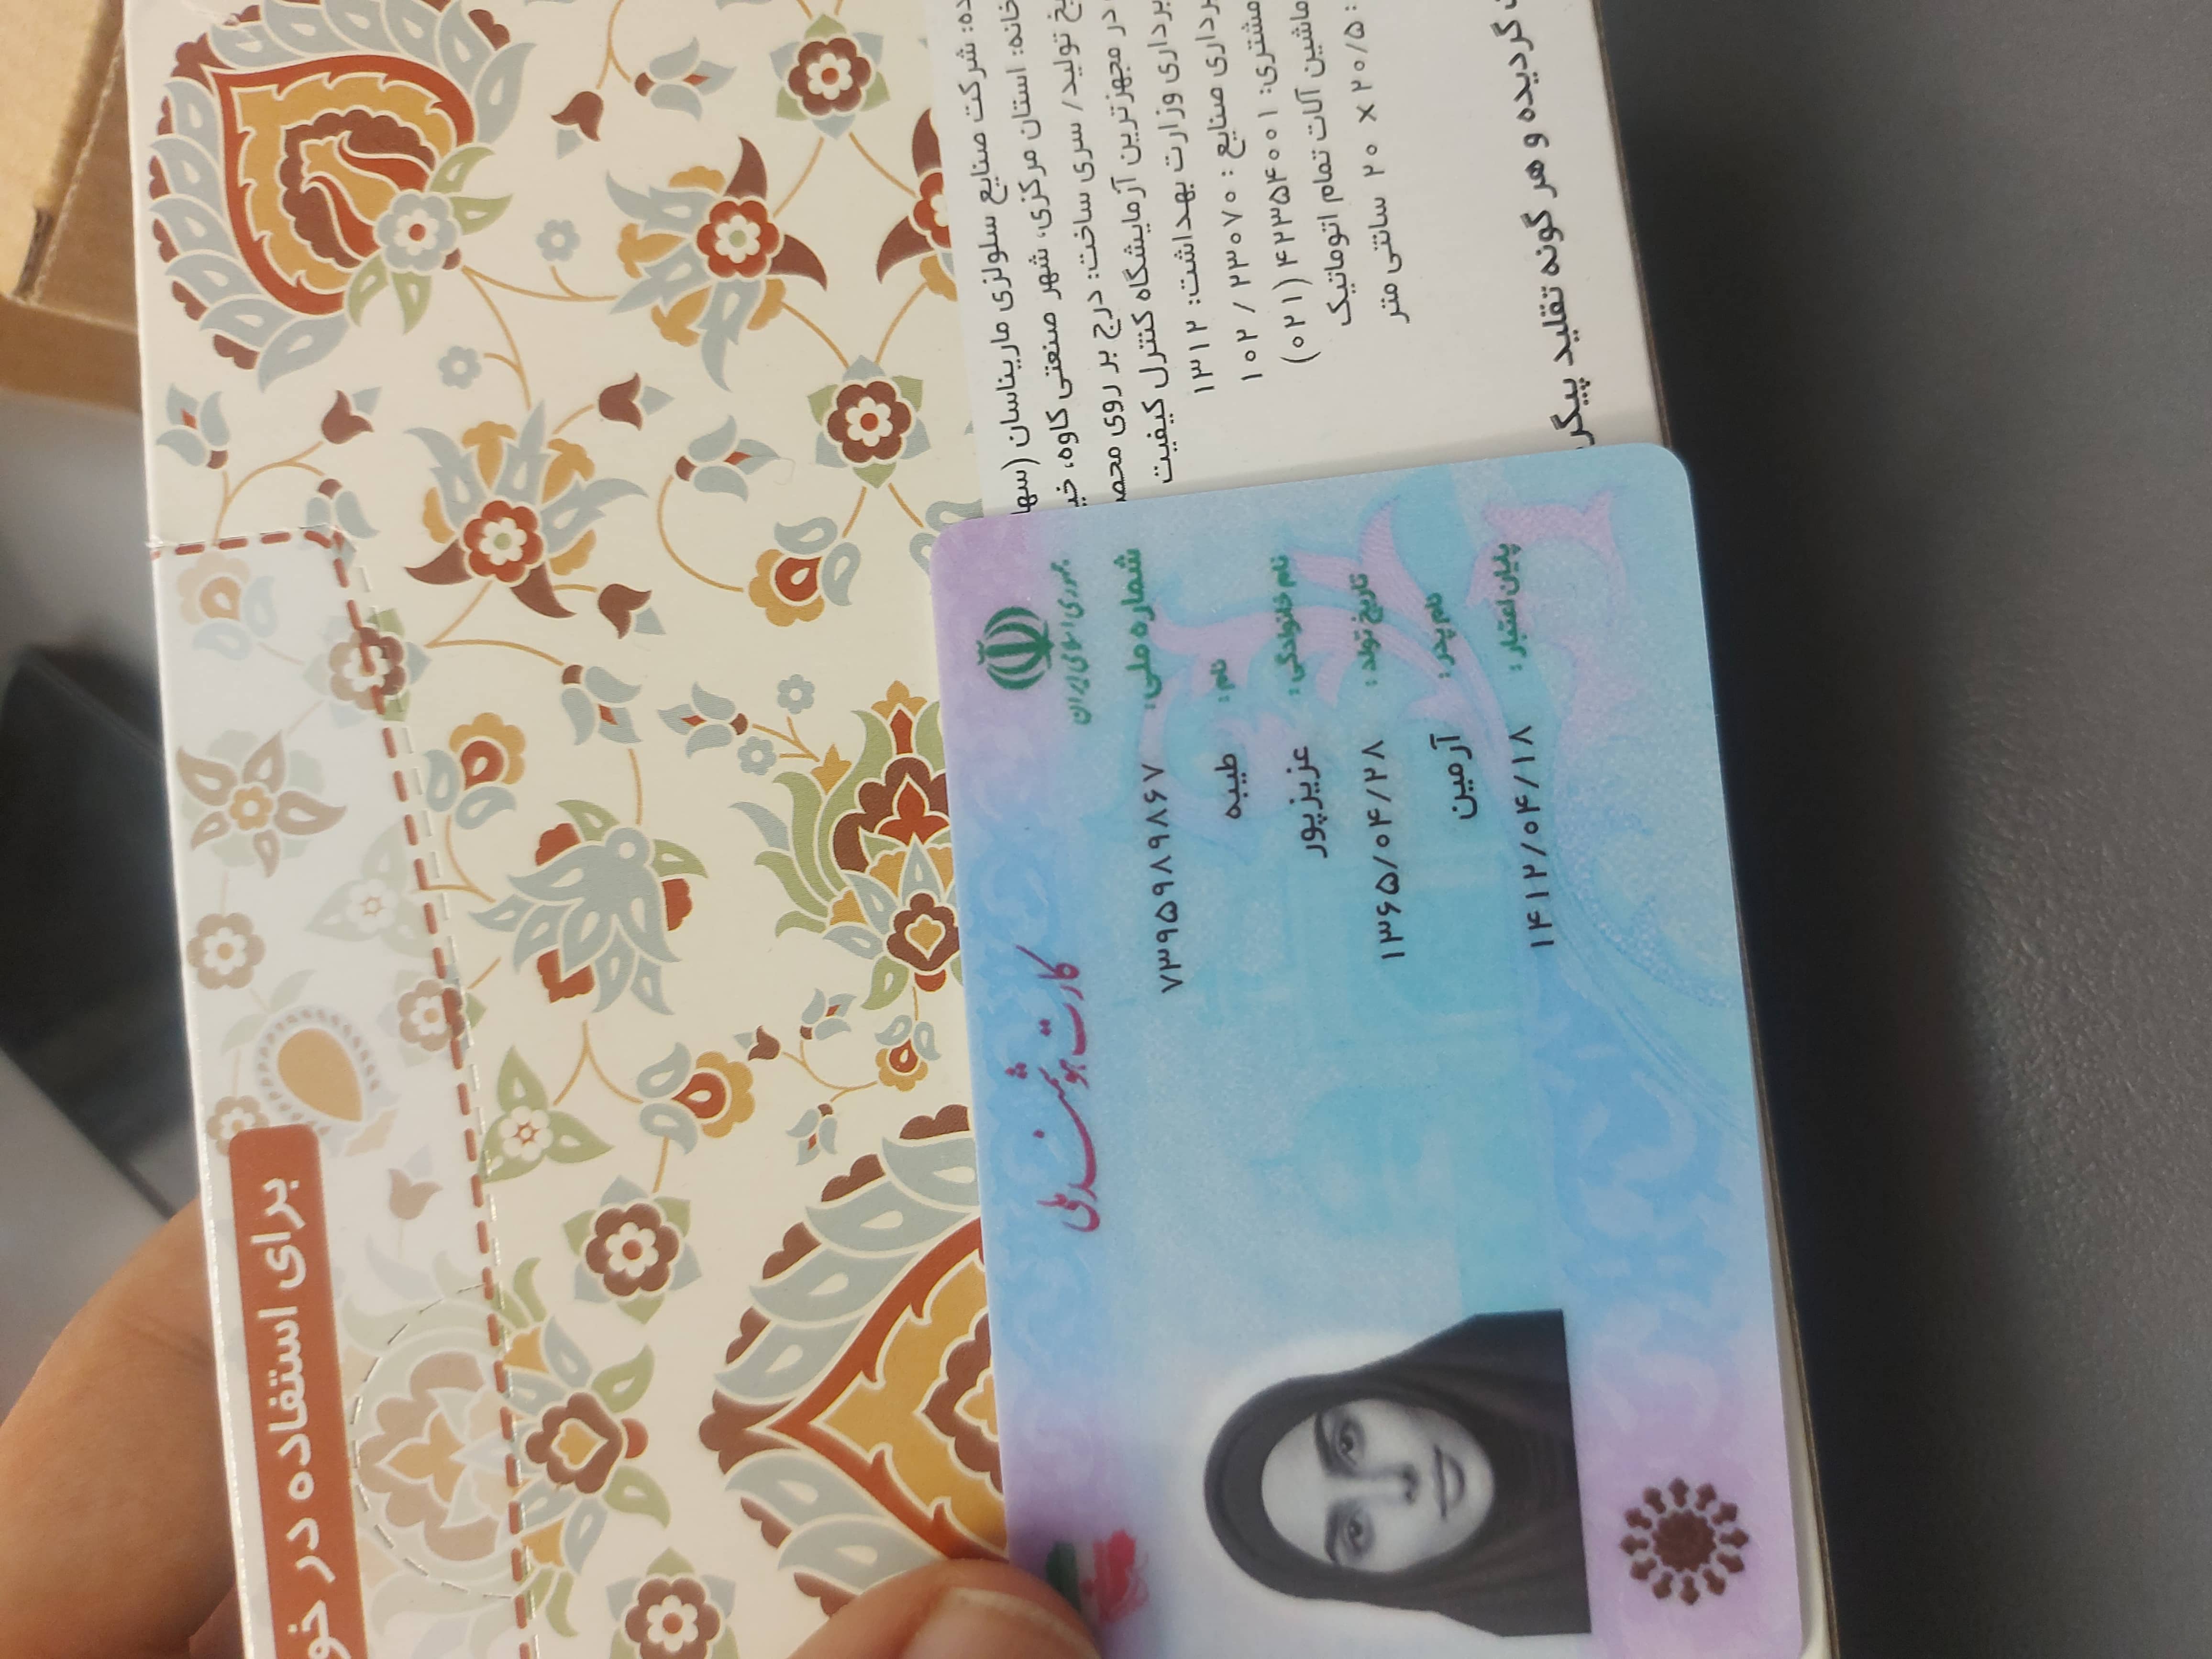 جمهوری اسلامی ایران
کارت هوشمند ملی
شماره ملی: ۷۳۹۵۹۸۹۸۶۷
نام: طیبه
نام خانوادگی: عزیزپور
تاریخ تولد: ۱۳۶۵/۰۴/۲۸
نام پدر: آرمین
پایان اعتبار: ۱۴۱۲/۰۴/۱۸
ده: شرکت صنایع سلولزی ماریناسان (سها
خانه: استان مرکزی، شهر صنعتی کاوه، خی
خ تولید/ سری ساخت: درج بر روی محص
در مجهزترین آزمایشگاه کنترل کیفیت
برداری وزارت بهداشت: ۱۳۱۲
رداری صنایع: ۱۰۲ / ۲۳۰۷۰
مشتری: ۴۲۳۵۴۰۰۱ (۰۲۱)
ماشین آلات تمام اتوماتیک
: ۲۰/۵ × ۲۰ سانتی متر
گردیده و هر گونه تقلید پیگر
برای استفاده در خو